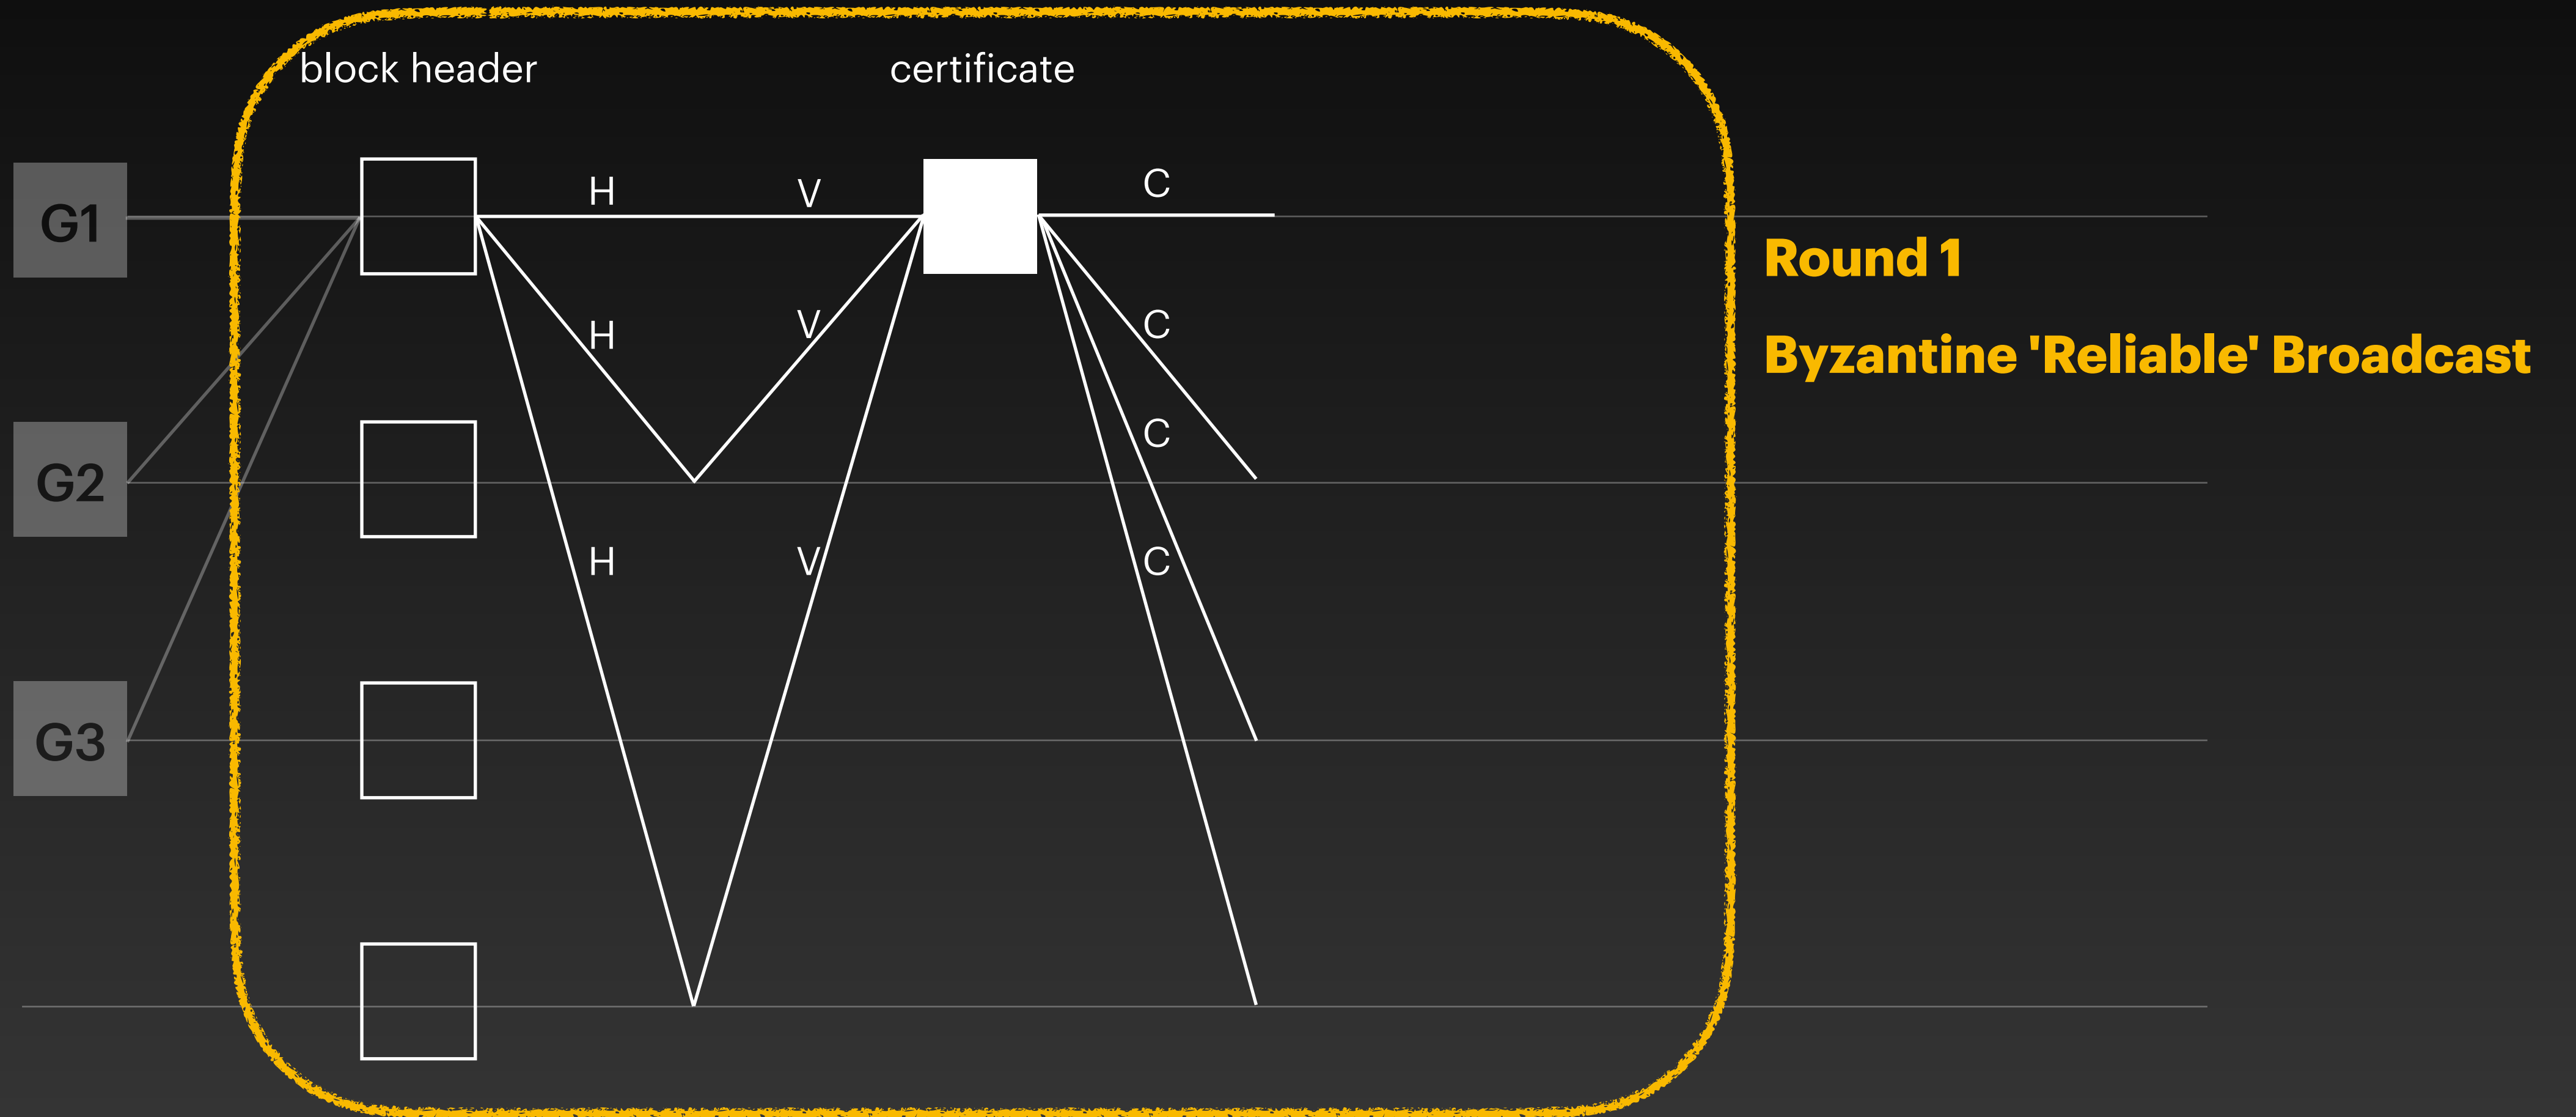 block header
certificate
G1
H
V
C
Round 1
H
V
C
Byzantine 'Reliable' Broadcast
C
G2
H
V
C
G3